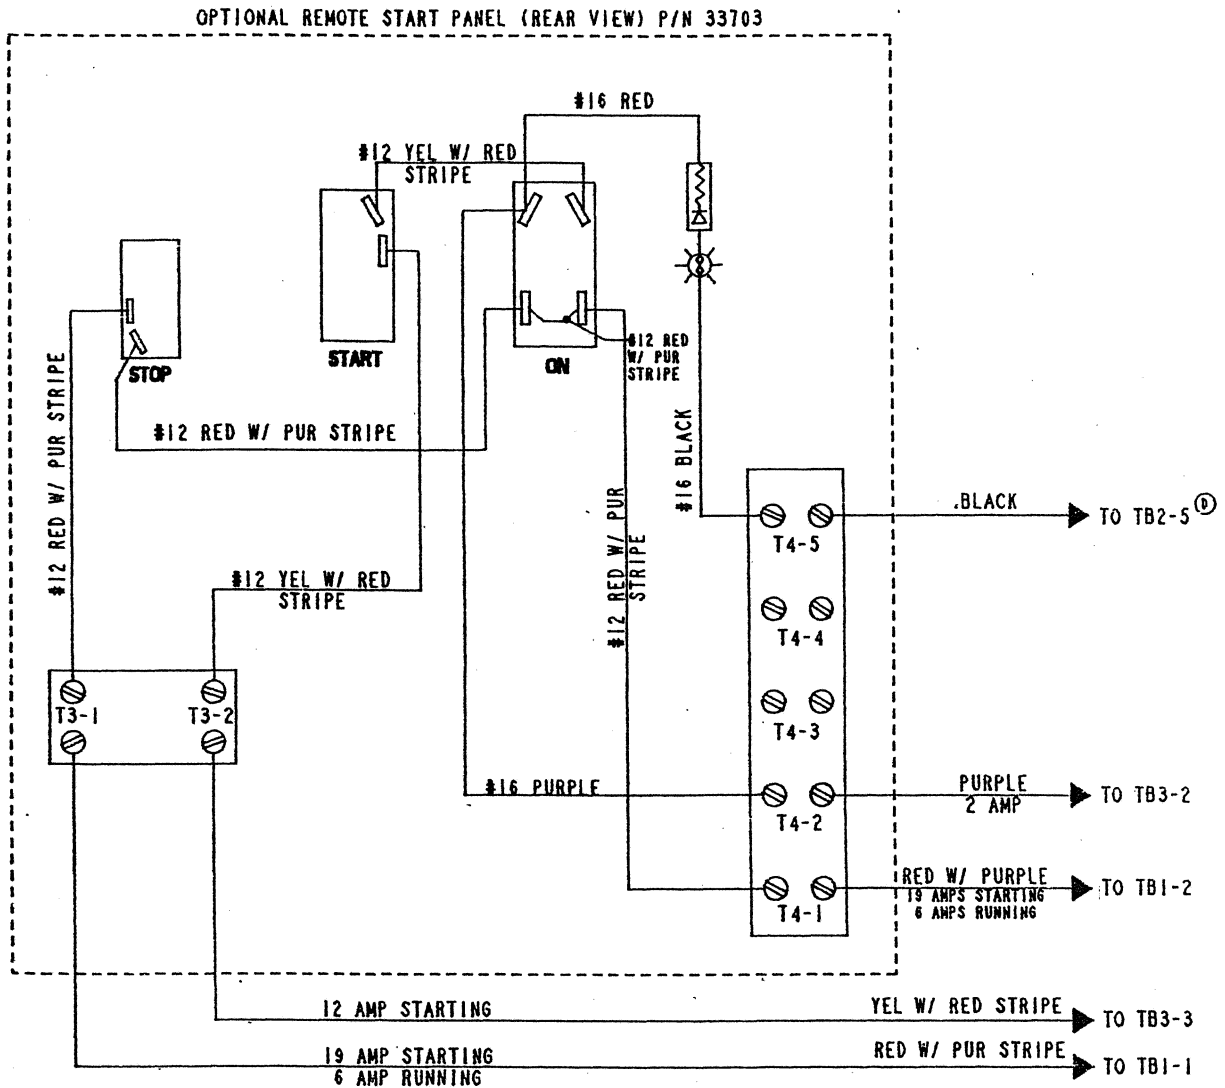 OPTIONAL REMOTE START PANEL (REAR VIEW) P/N 33703
#16 RED
#12 YEL W/ RED
STRIPE
STOP
START
ON
#12 RED
W/ PUR
STRIPE
#12 RED W/ PUR STRIPE
#12 RED W/ PUR STRIPE
#16 BLACK
#12 RED W/ PUR
STRIPE
#12 YEL W/ RED
STRIPE
T4-5
.BLACK
TO TB2-5 D
T4-4
T3-1
T3-2
T4-3
#16 PURPLE
T4-2
PURPLE
2 AMP
TO TB3-2
T4-1
RED W/ PURPLE
19 AMPS STARTING
6 AMPS RUNNING
TO TB1-2
12 AMP STARTING
YEL W/ RED STRIPE
TO TB3-3
19 AMP STARTING
6 AMP RUNNING
RED W/ PUR STRIPE
TO TB1-1